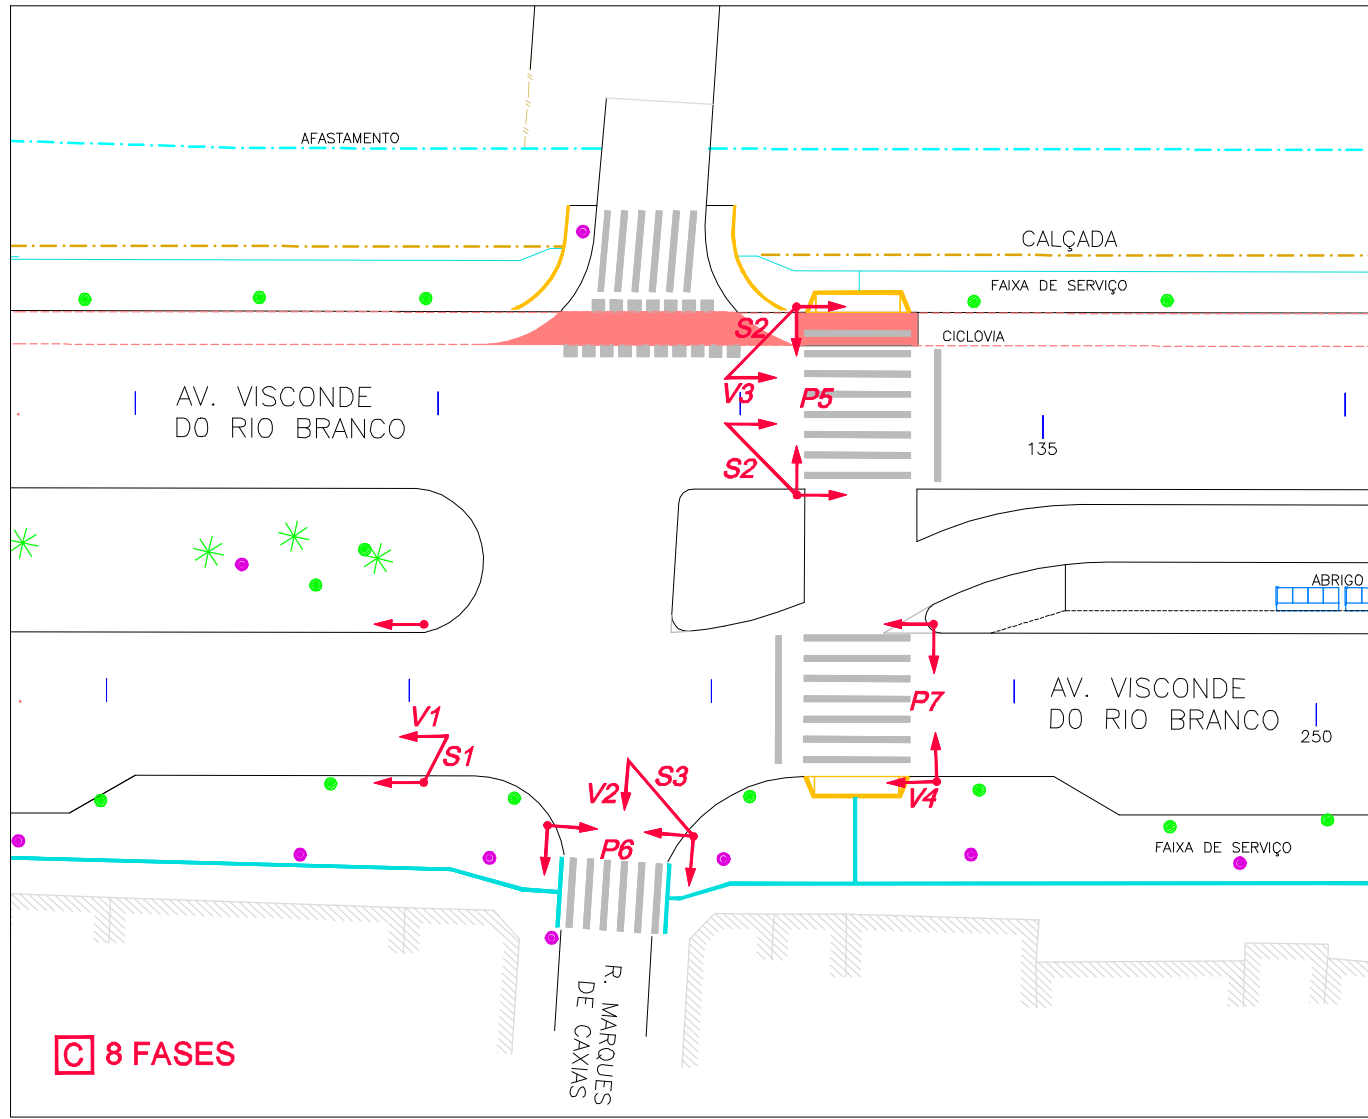 AFASTAMENTO
CALÇADA
FAIXA DE SERVIÇO
S2
CICLOVIA
V3
P5
AV. VISCONDE
DO RIO BRANCO
135
S2
ABRIGO
AV. VISCONDE
DO RIO BRANCO
250
P7
V1
S1
S3
V2
V4
P6
FAIXA DE SERVIÇO
R. MARQUES
DE CAXIAS
C 8 FASES